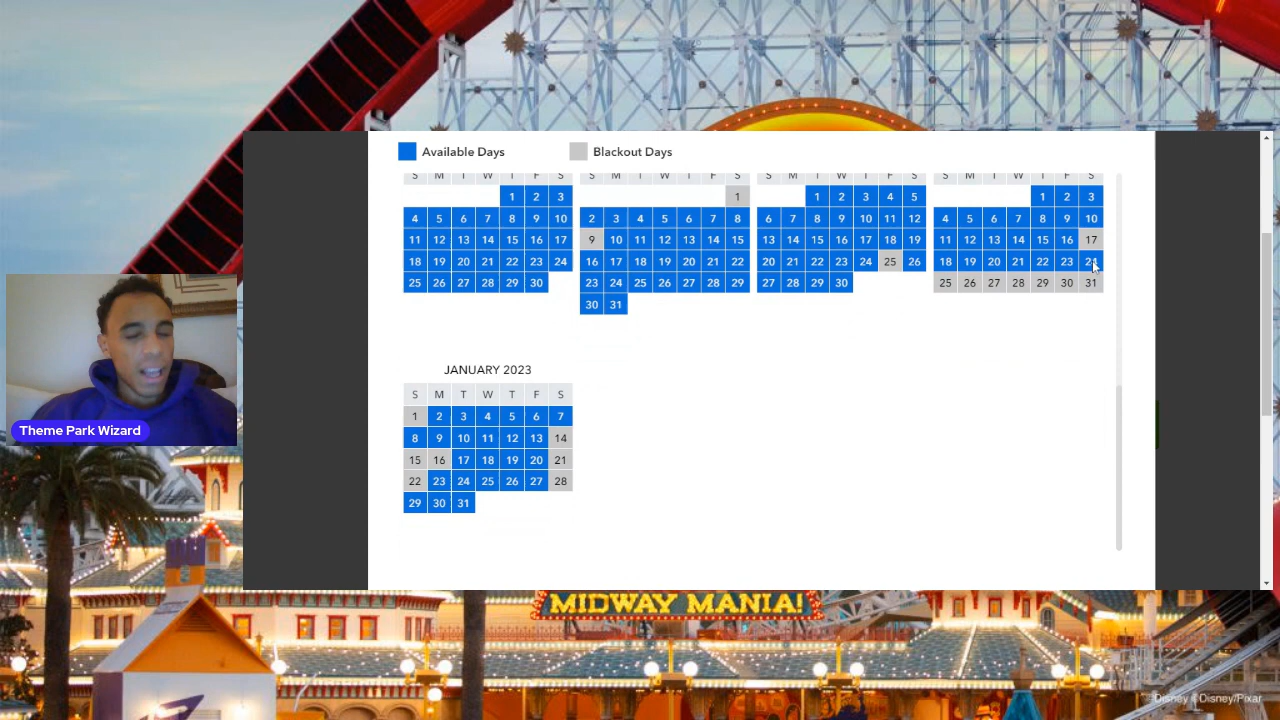 Available Days
Blackout Days
S M T W T F S
1 2 3
4 5 6 7 8 9 10
11 12 13 14 15 16 17
18 19 20 21 22 23 24
25 26 27 28 29 30
S M T W T F S
1
2 3 4 5 6 7 8
9 10 11 12 13 14 15
16 17 18 19 20 21 22
23 24 25 26 27 28 29
30 31
S M T W T F S
1 2 3 4 5
6 7 8 9 10 11 12
13 14 15 16 17 18 19
20 21 22 23 24 25 26
27 28 29 30
S M T W T F S
1 2 3
4 5 6 7 8 9 10
11 12 13 14 15 16 17
18 19 20 21 22 23 24
25 26 27 28 29 30 31
JANUARY 2023
S M T W T F S
1 2 3 4 5 6 7
8 9 10 11 12 13 14
15 16 17 18 19 20 21
22 23 24 25 26 27 28
29 30 31
Theme Park Wizard
MIDWAY MANIA!
©Disney ©Disney/Pixar